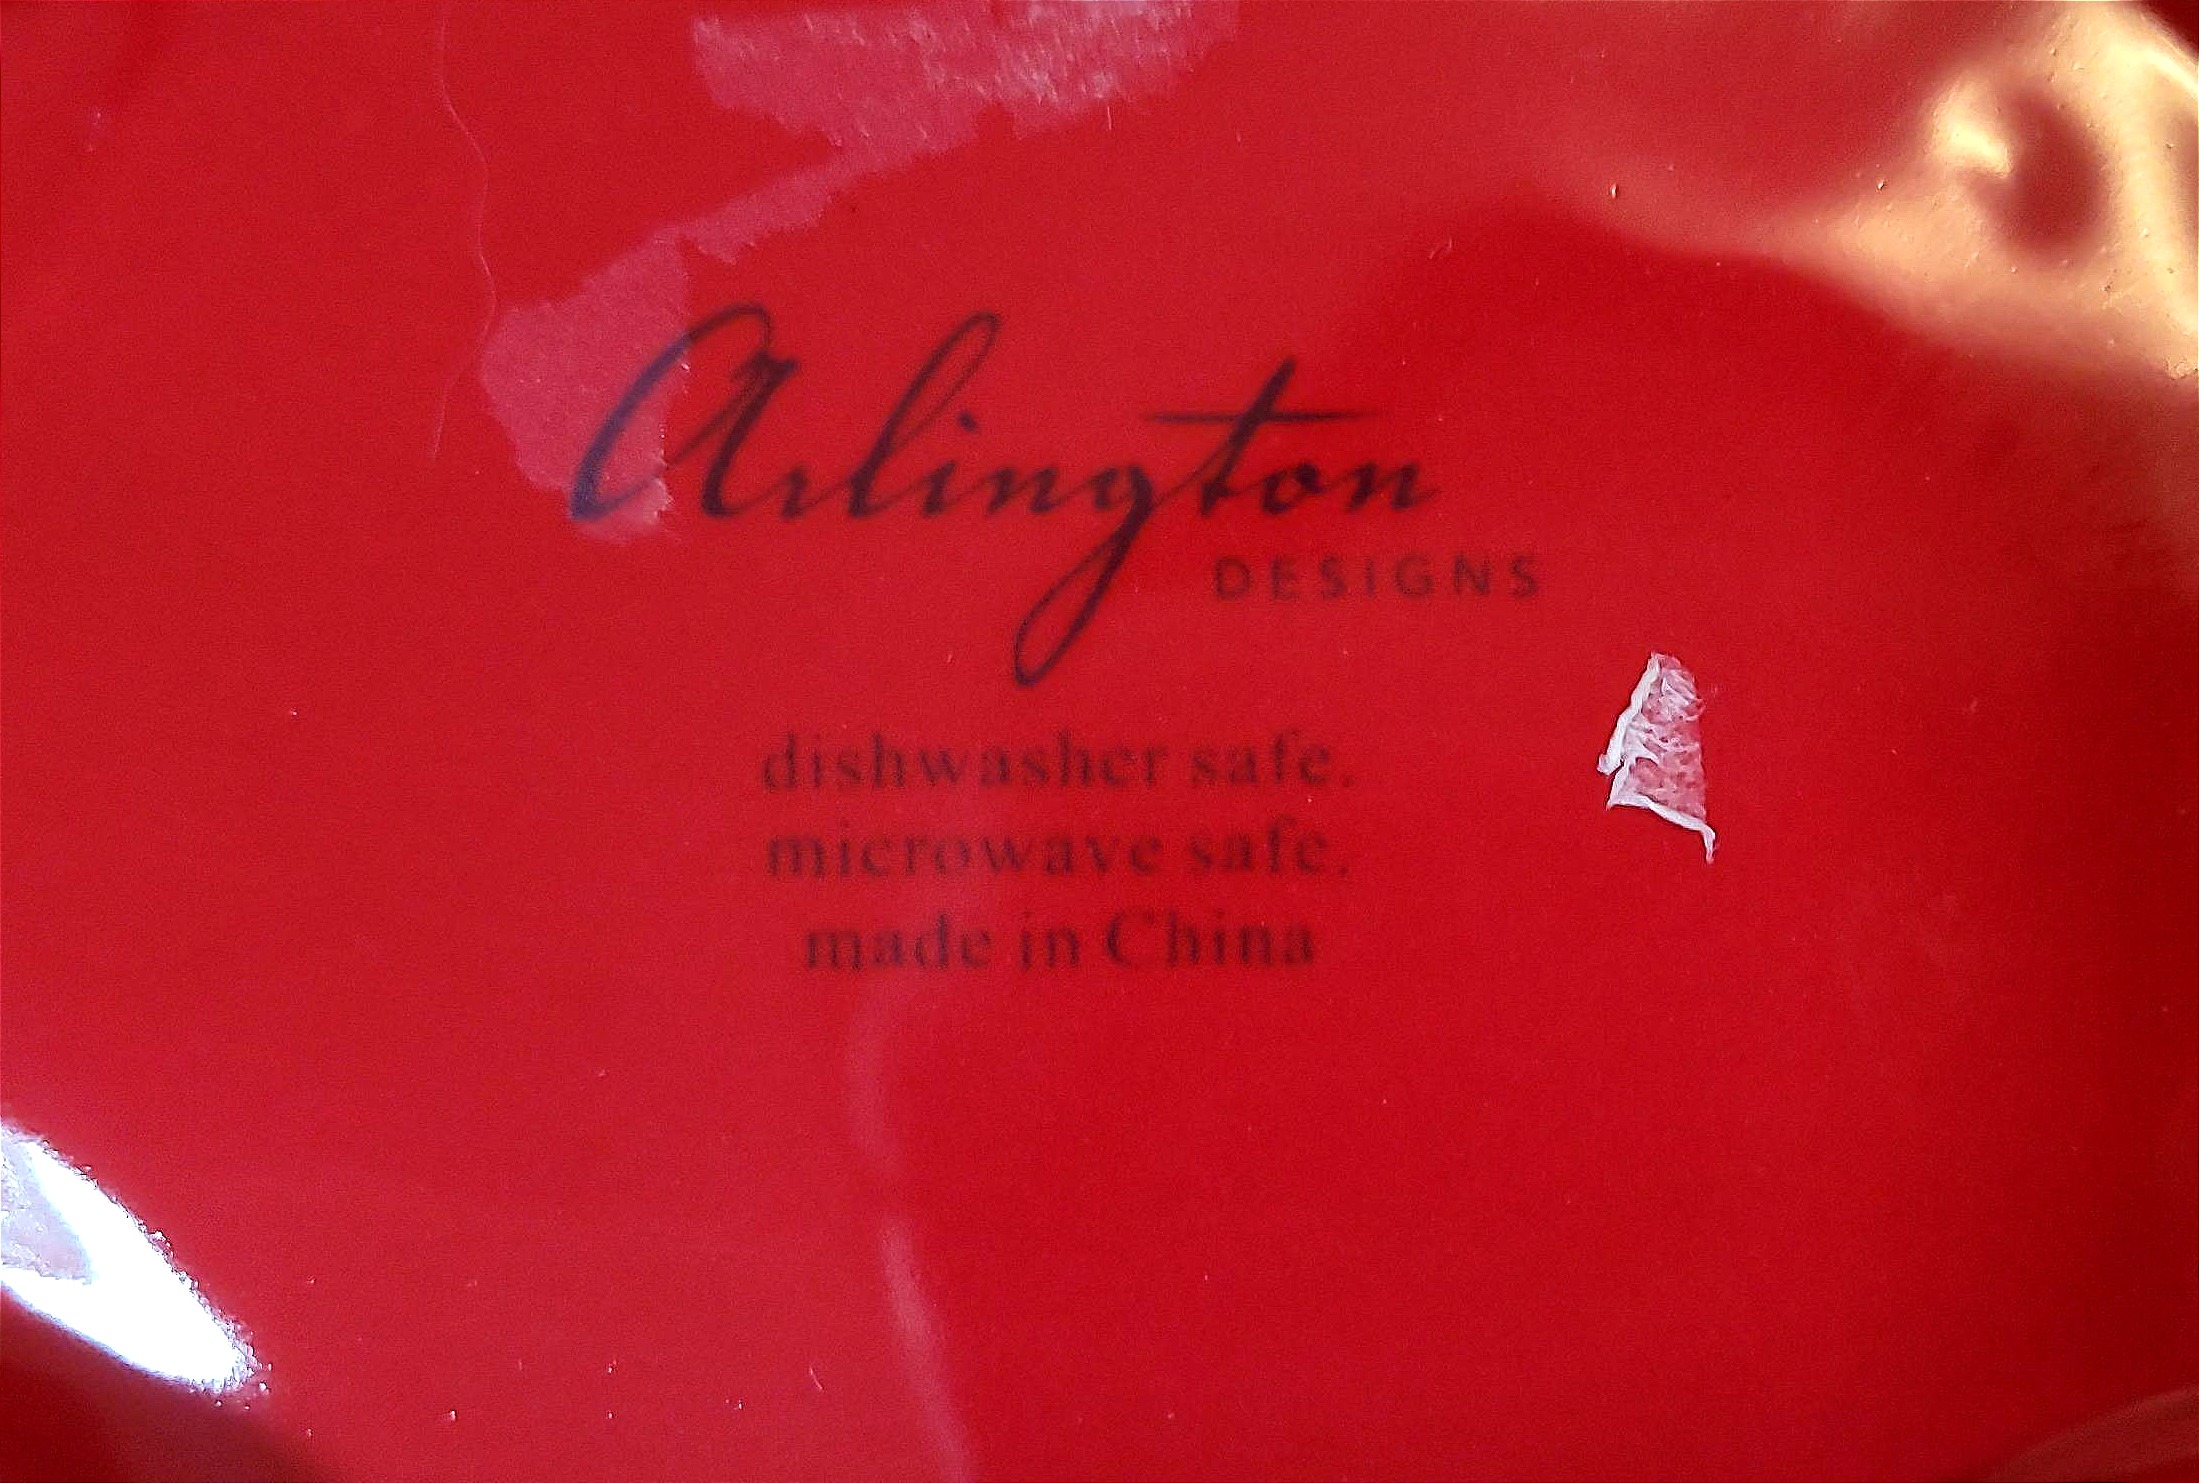 Arlington
DESIGNS
dishwasher safe.
microwave safe.
made in China